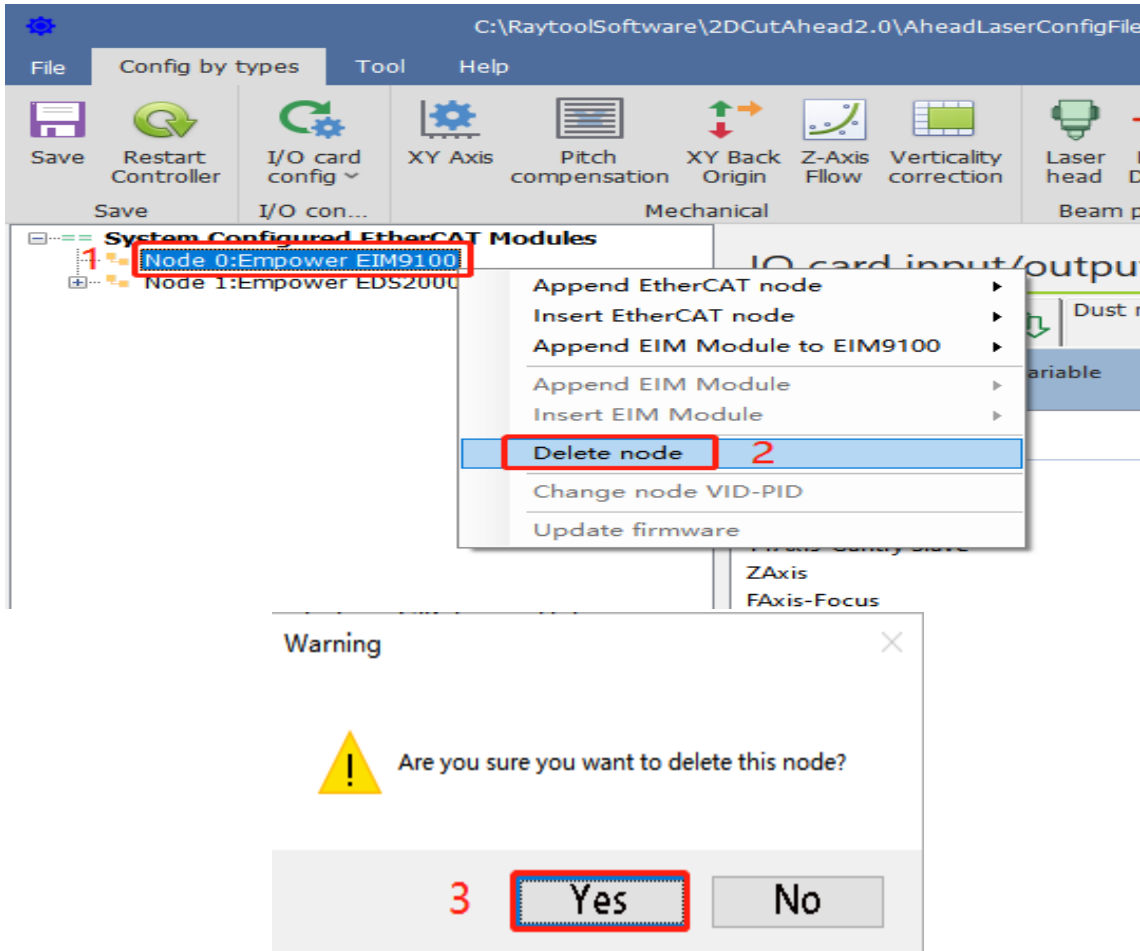 C:\RaytoolSoftware\2DCutAhead2.0\AheadLaserConfigFile
File Config by types Tool Help
Save Restart Controller I/O card config XY Axis Pitch compensation XY Back Origin Z-Axis Fllow Verticality correction Laser head
Save I/O con... Mechanical Beam p
System Configured EtherCAT Modules
1 Node 0:Empower EIM9100
Node 1:Empower EDS2000
IO card input/outpu
Append EtherCAT node
Insert EtherCAT node
Dust
Append EIM Module to EIM9100
ariable
Append EIM Module
Insert EIM Module
Delete node 2
Change node VID-PID
Update firmware
ZAxis
FAxis-Focus
Warning
Are you sure you want to delete this node?
3 Yes No